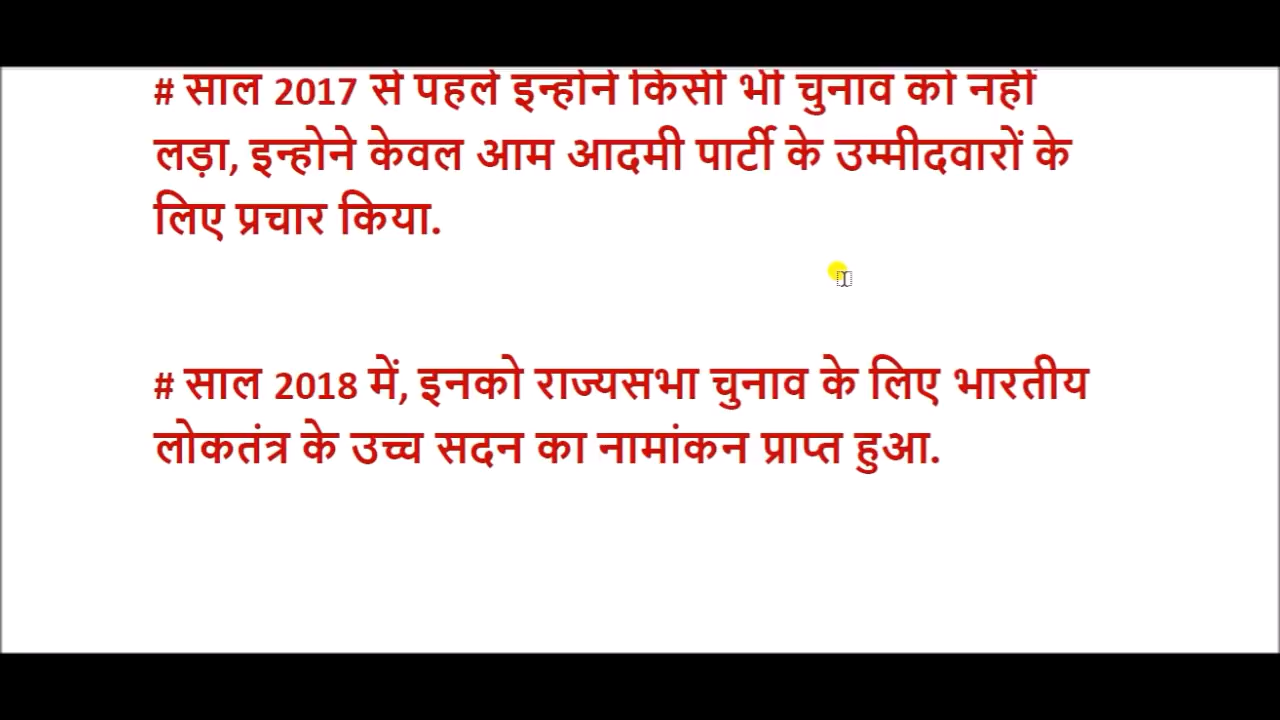 # साल 2017 से पहले इन्होने किसी भी चुनाव को नहीं
लड़ा, इन्होने केवल आम आदमी पार्टी के उम्मीदवारों के
लिए प्रचार किया.
# साल 2018 में, इनको राज्यसभा चुनाव के लिए भारतीय
लोकतंत्र के उच्च सदन का नामांकन प्राप्त हुआ.